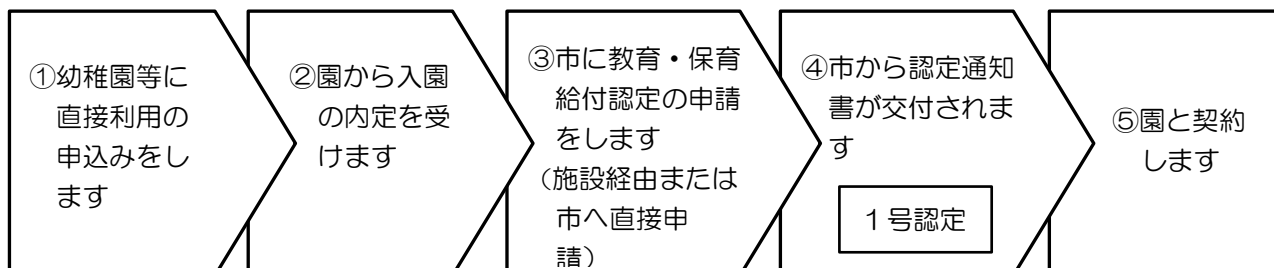 ①幼稚園等に
直接利用の
申込みをし
ます
②園から入園
の内定を受
けます
③市に教育・保育
給付認定の申請
をします
（施設経由または
市へ直接申
請）
④市から認定通知
書が交付されま
す
１号認定
⑤園と契約
します